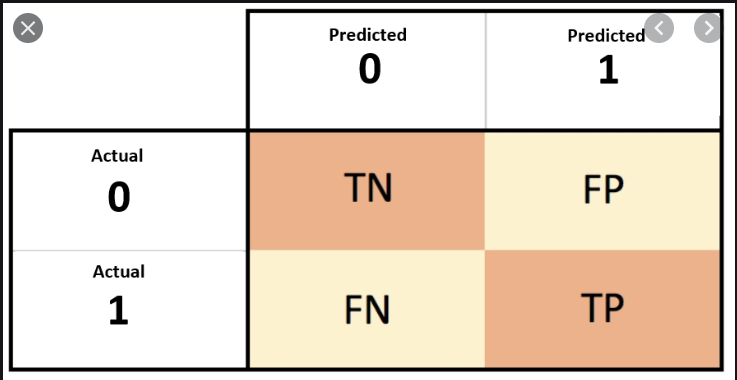 Predicted Predicted
0 1
Actual
0 TN FP
Actual
1 FN TP